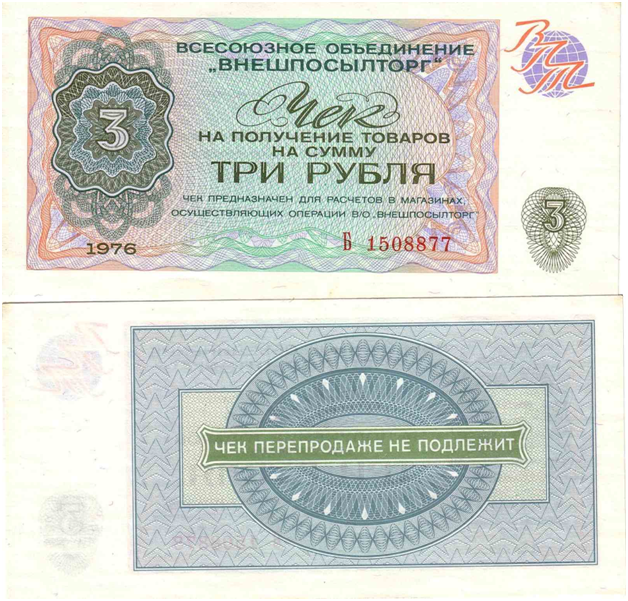 ВСЕСОЮЗНОЕ ОБЪЕДИНЕНИЕ
„ВНЕШПОСЫЛТОРГ“
ВПТ
3
Чек
НА ПОЛУЧЕНИЕ ТОВАРОВ
НА СУММУ
ТРИ РУБЛЯ
ЧЕК ПРЕДНАЗНАЧЕН ДЛЯ РАСЧЕТОВ В МАГАЗИНАХ,
ОСУЩЕСТВЛЯЮЩИХ ОПЕРАЦИИ В/О „ВНЕШПОСЫЛТОРГ“
3
1976
Б 1508877
ЧЕК ПЕРЕПРОДАЖЕ НЕ ПОДЛЕЖИТ